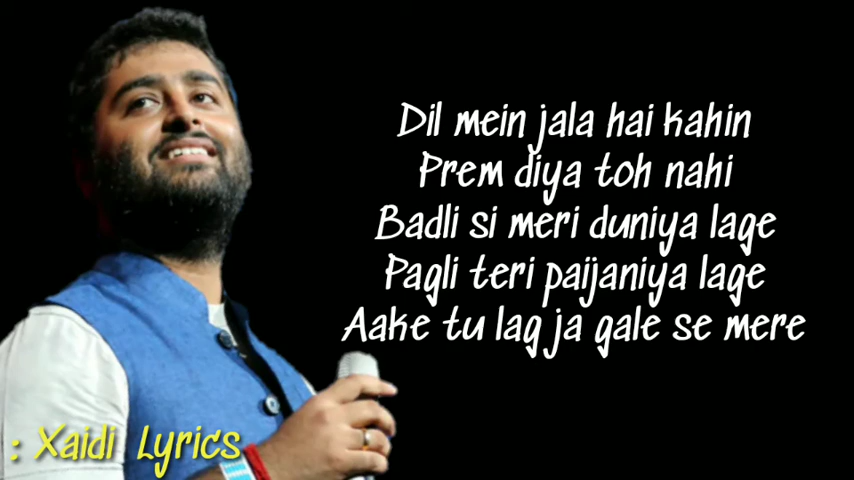 Dil mein jala hai kahin
Prem diya toh nahi
Badli si meri duniya lage
Pagli teri paijaniya lage
Aake tu lag ja gale se mere
: Xaidi Lyrics